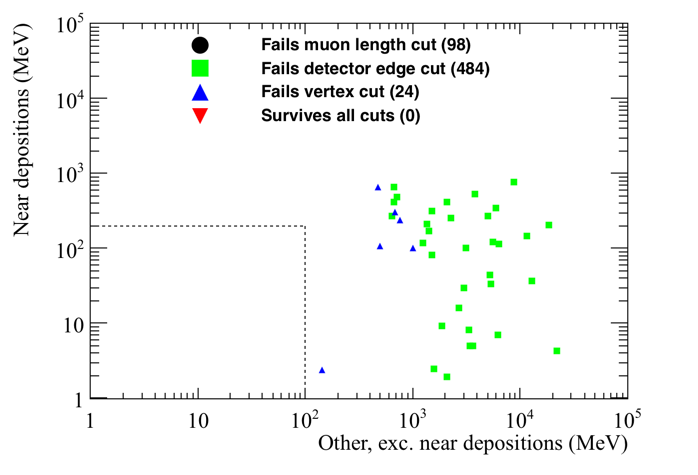 Near depositions (MeV)
10^5
10^4
10^3
10^2
10
1
Fails muon length cut (98)
Fails detector edge cut (484)
Fails vertex cut (24)
Survives all cuts (0)
1 10 10^2 10^3 10^4 10^5
Other, exc. near depositions (MeV)